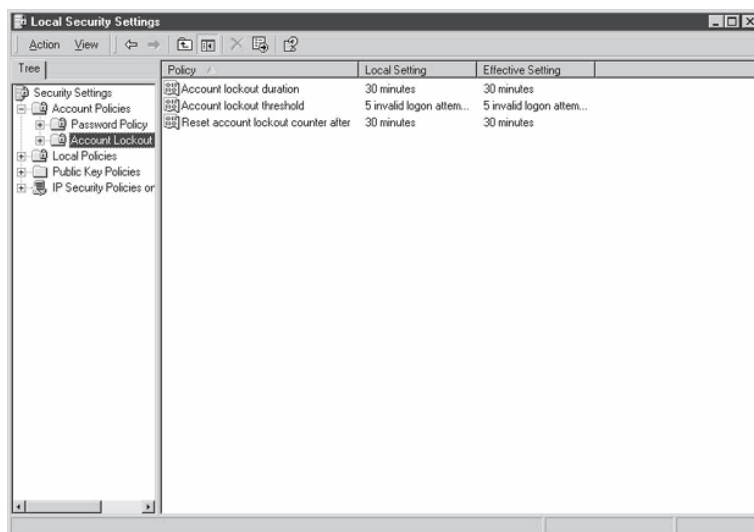 Local Security Settings
Action View
Tree
Security Settings
Account Policies
Password Policy
Account Lockout
Local Policies
Public Key Policies
IP Security Policies or
Policy Local Setting Effective Setting
Account lockout duration 30 minutes 30 minutes
Account lockout threshold 5 invalid logon attem... 5 invalid logon attem...
Reset account lockout counter after 30 minutes 30 minutes